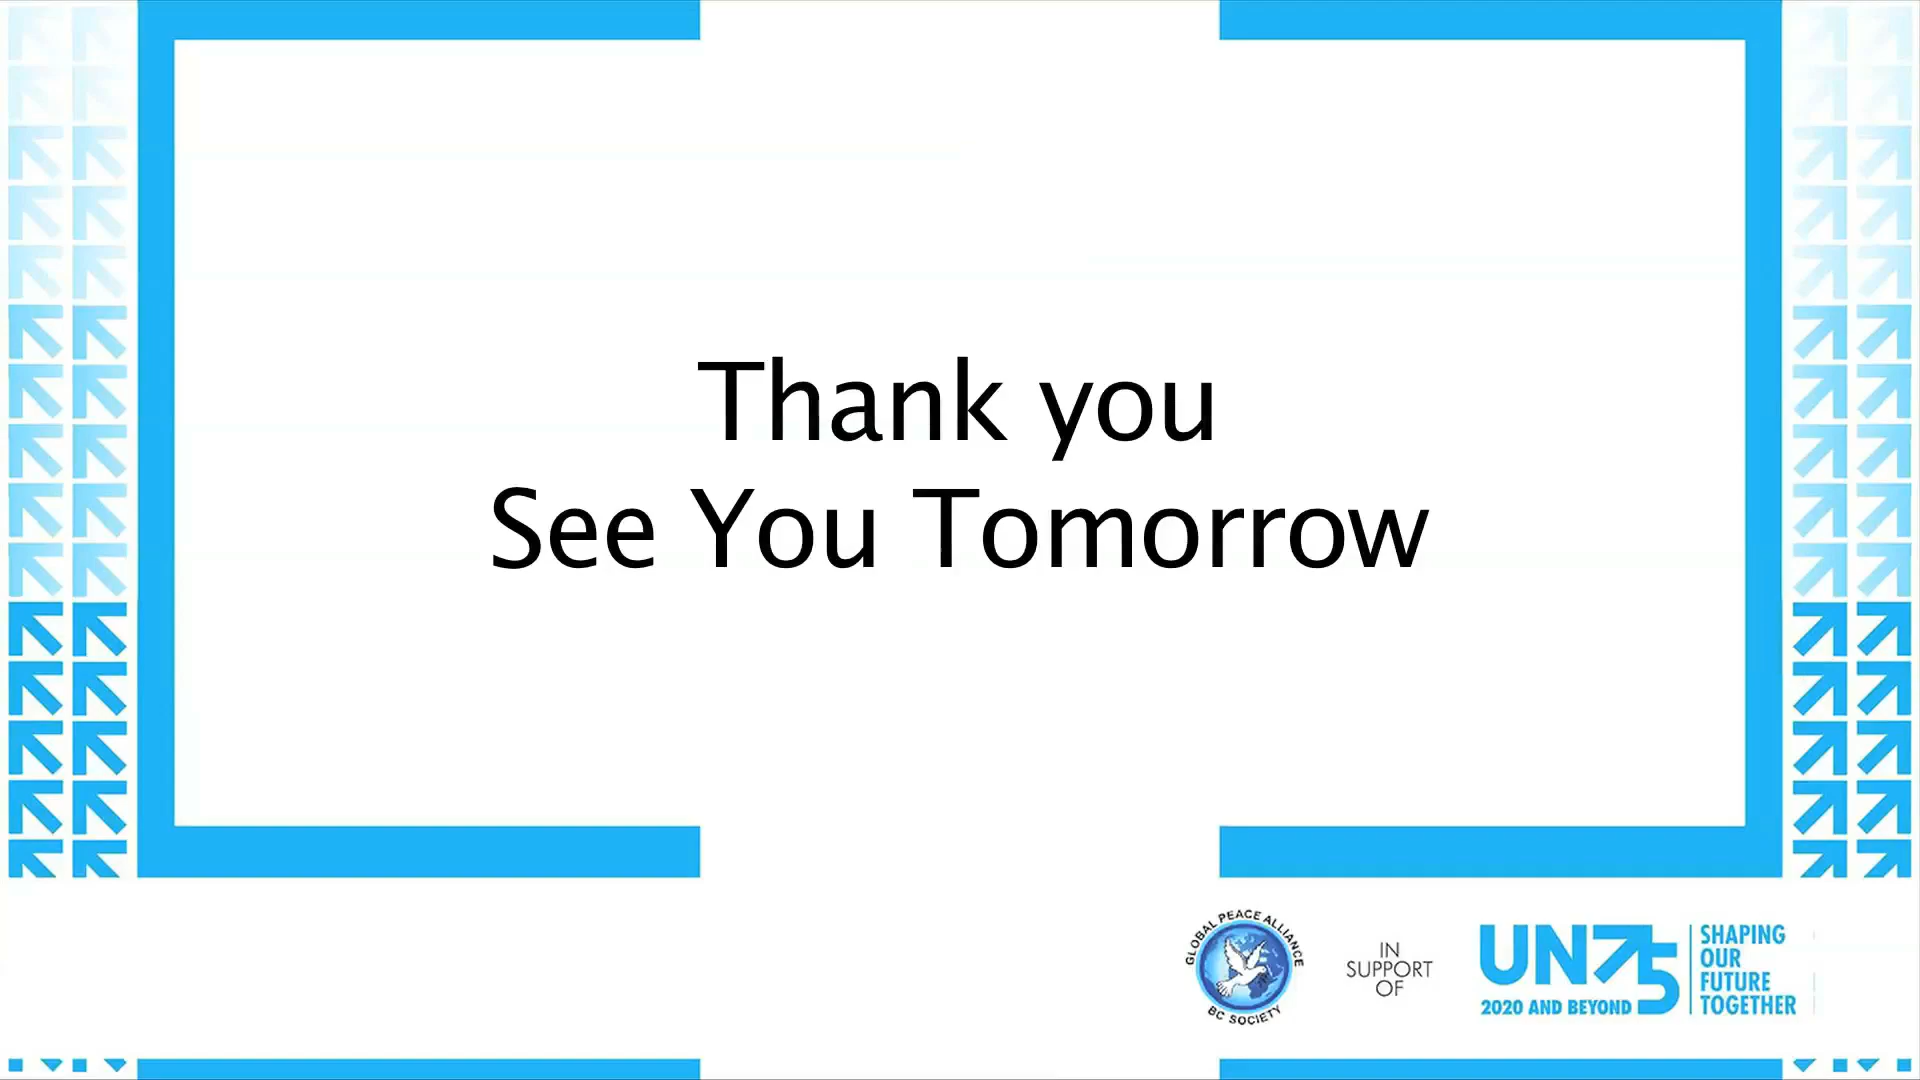 Thank you
See You Tomorrow
GLOBAL PEACE ALLIANCE
BC SOCIETY
IN
SUPPORT
OF
UN75
2020 AND BEYOND
SHAPING
OUR
FUTURE
TOGETHER